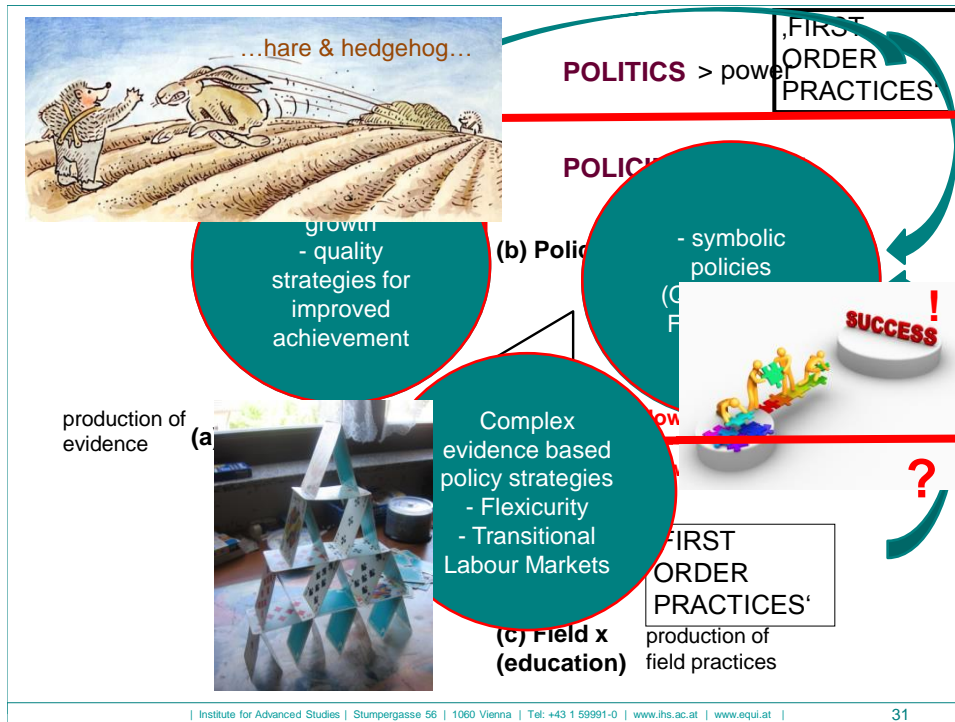 …hare & hedgehog…
POLITICS > power
‚FIRST
ORDER
PRACTICES‘
growth
- quality
strategies for
improved
achievement
(b)
- symbolic
policies
!
SUCCESS
production of
evidence
(a)
Complex
evidence based
policy strategies
- Flexicurity
- Transitional
Labour Markets
?
FIRST
ORDER
PRACTICES‘
(c) Field x
(education)
production of
field practices
| Institute for Advanced Studies | Stumpergasse 56 | 1060 Vienna | Tel: +43 1 59991-0 | www.ihs.ac.at | www.equi.at |
31